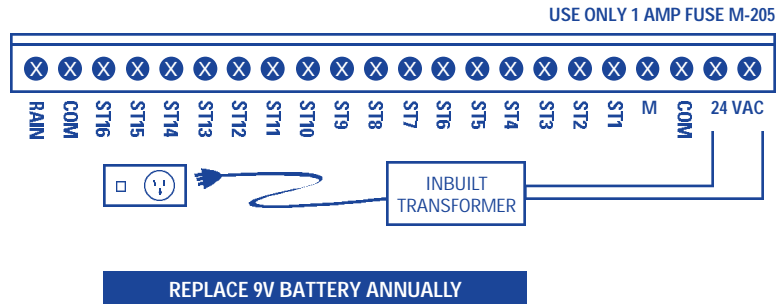 USE ONLY 1 AMP FUSE M-205
X X X X X X X X X X X X X X X X X X X X X X
RAIN COM ST16 ST15 ST14 ST13 ST12 ST11 ST10 ST9 ST8 ST7 ST6 ST5 ST4 ST3 ST2 ST1 M COM 24 VAC
INBUILT
TRANSFORMER
REPLACE 9V BATTERY ANNUALLY